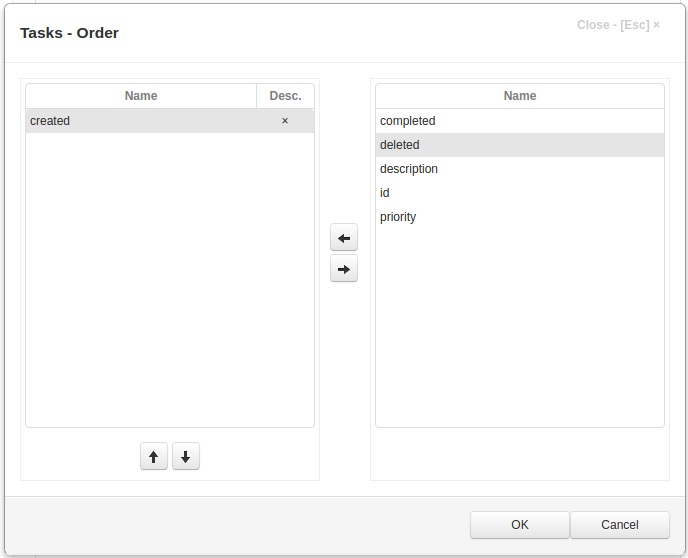 Tasks - Order
Close - [Esc] ×
Name Desc.
created ×
Name
completed
deleted
description
id
priority
OK Cancel